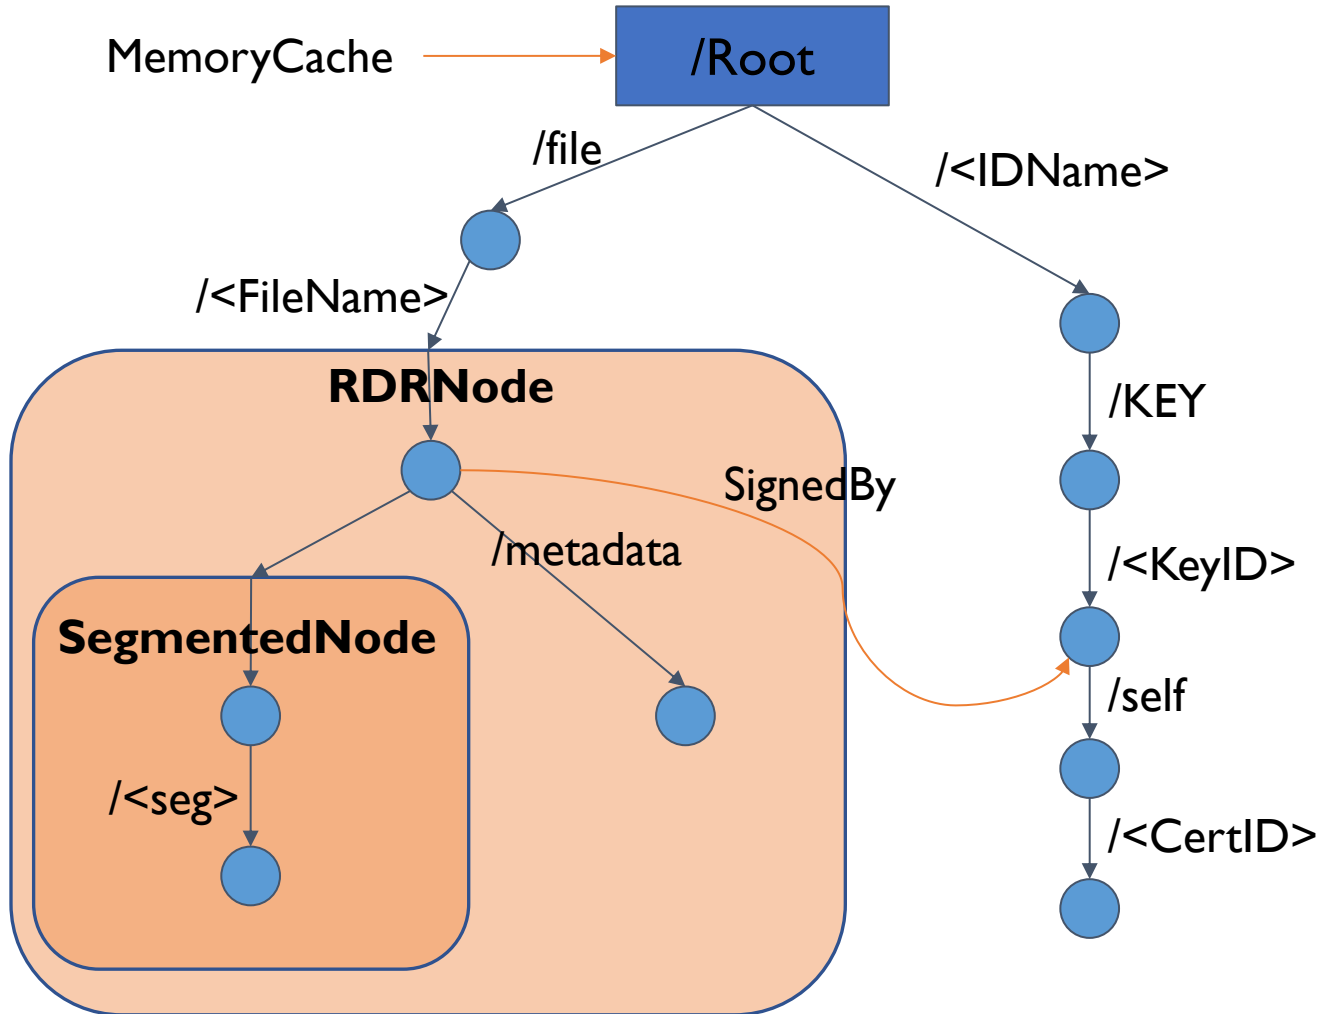 MemoryCache
/Root
/file
/<IDName>
/<FileName>
RDRNode
/KEY
SignedBy
/metadata
/<KeyID>
SegmentedNode
/self
/<seg>
/<CertID>